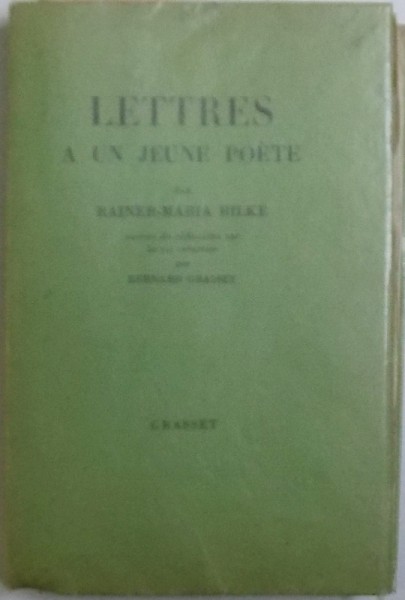 LETTRES
A UN JEUNE POÈTE
PAR
RAINER-MARIA RILKE
PAR
BERNARD GRASSET
GRASSET